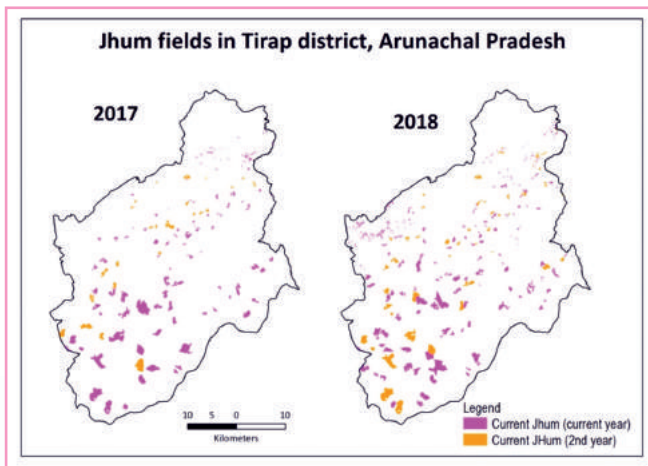 Jhum fields in Tirap district, Arunachal Pradesh
2017
2018
10 5 0 10
Kilometers
Legend
Current Jhum (current year)
Current JHum (2nd year)